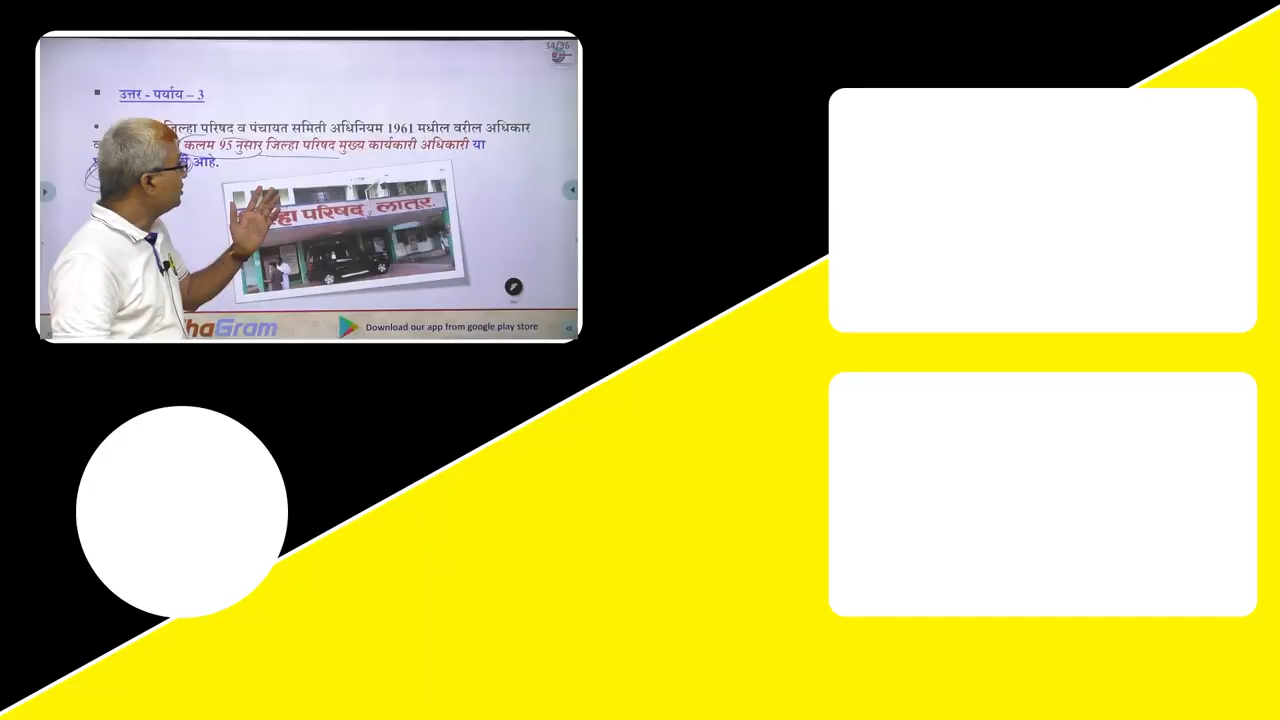 34/36
उत्तर - पर्याय – 3
जिल्हा परिषद व पंचायत समिती अधिनियम 1961 मधील वरील अधिकार
कलम 95 नुसार जिल्हा परिषद मुख्य कार्यकारी अधिकारी या
आहे.
परिषद लातूर.
Gram
Download our app from google play store